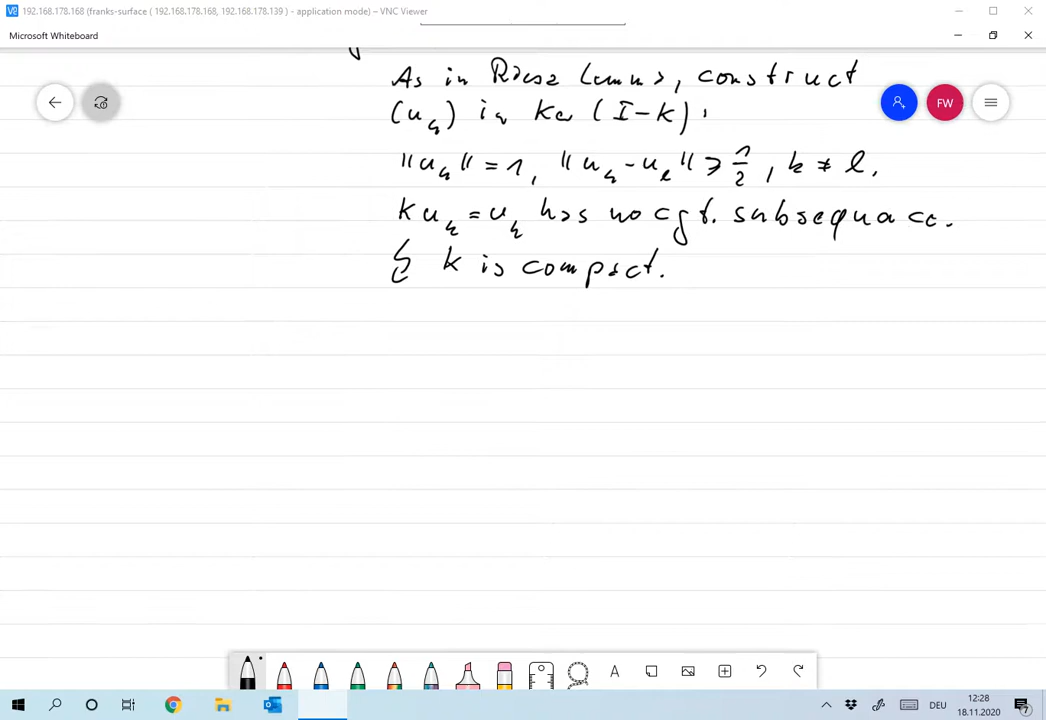 192.168.178.168 (franks-surface ( 192.168.178.168, 192.168.178.139 ) - application mode) – VNC Viewer
Microsoft Whiteboard
As in Riesz Lemma, construct
(u_k) in Ker (I-K):
||u_k|| = 1, ||u_k - u_l|| ≥ 1/2, k ≠ l.
K u_k = u_k has no cgt. subsequence.
↯ K is compact.
FW
A
DEU
12:28
18.11.2020
7